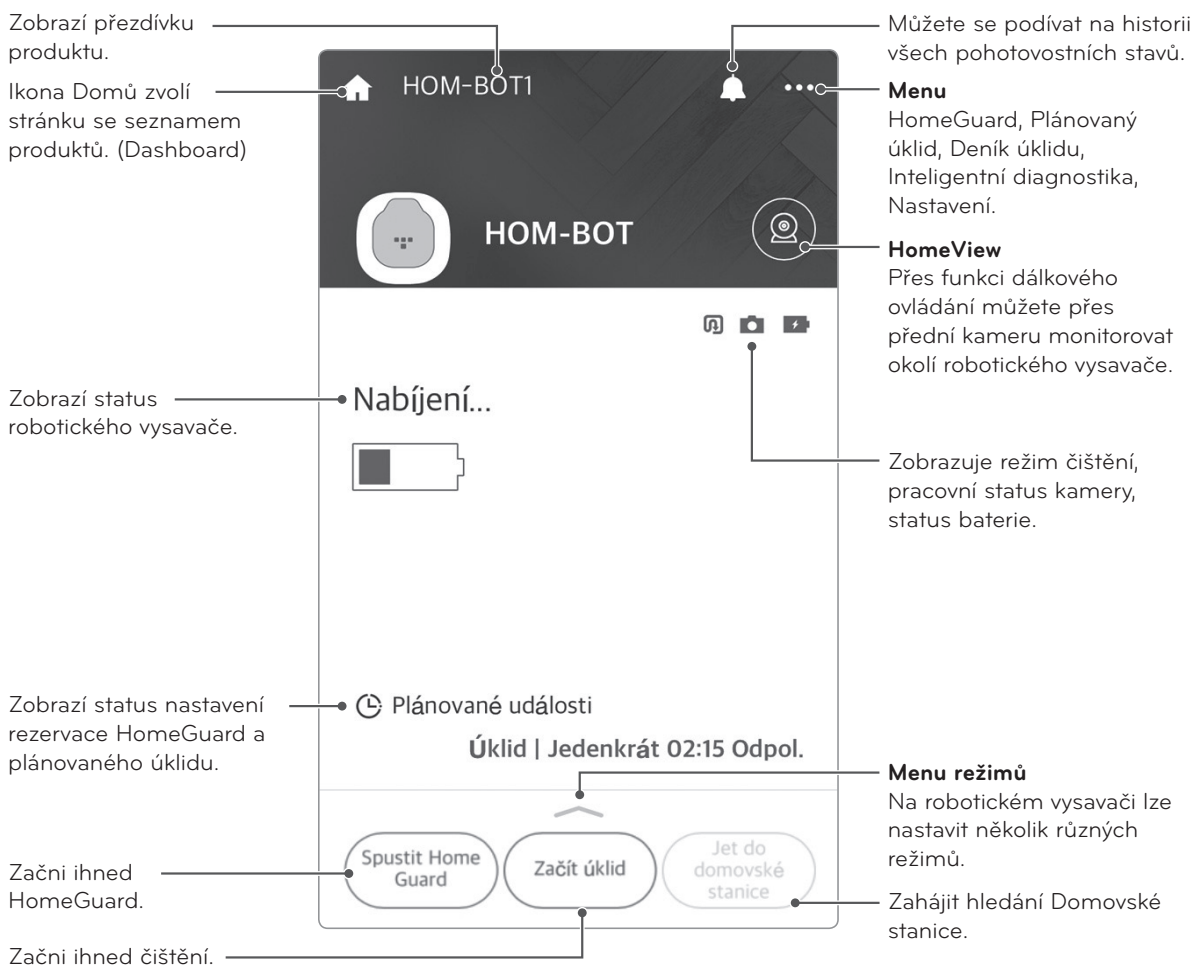 Zobrazí přezdívku
produktu.
Ikona Domů zvolí
stránku se seznamem
produktů. (Dashboard)
Zobrazí status
robotického vysavače.
Zobrazí status nastavení
rezervace HomeGuard a
plánovaného úklidu.
Začni ihned
HomeGuard.
Začni ihned čištění.
HOM-BOT1
HOM-BOT
Nabíjení...
Plánované události
Úklid | Jedenkrát 02:15 Odpol.
Spustit Home
Guard
Začít úklid
Jet do
domovské
stanice
Můžete se podívat na historii
všech pohotovostních stavů.
Menu
HomeGuard, Plánovaný
úklid, Deník úklidu,
Inteligentní diagnostika,
Nastavení.
HomeView
Přes funkci dálkového
ovládání můžete přes
přední kameru monitorovat
okolí robotického vysavače.
Zobrazuje režim čištění,
pracovní status kamery,
status baterie.
Menu režimů
Na robotickém vysavači lze
nastavit několik různých
režimů.
Zahájit hledání Domovské
stanice.